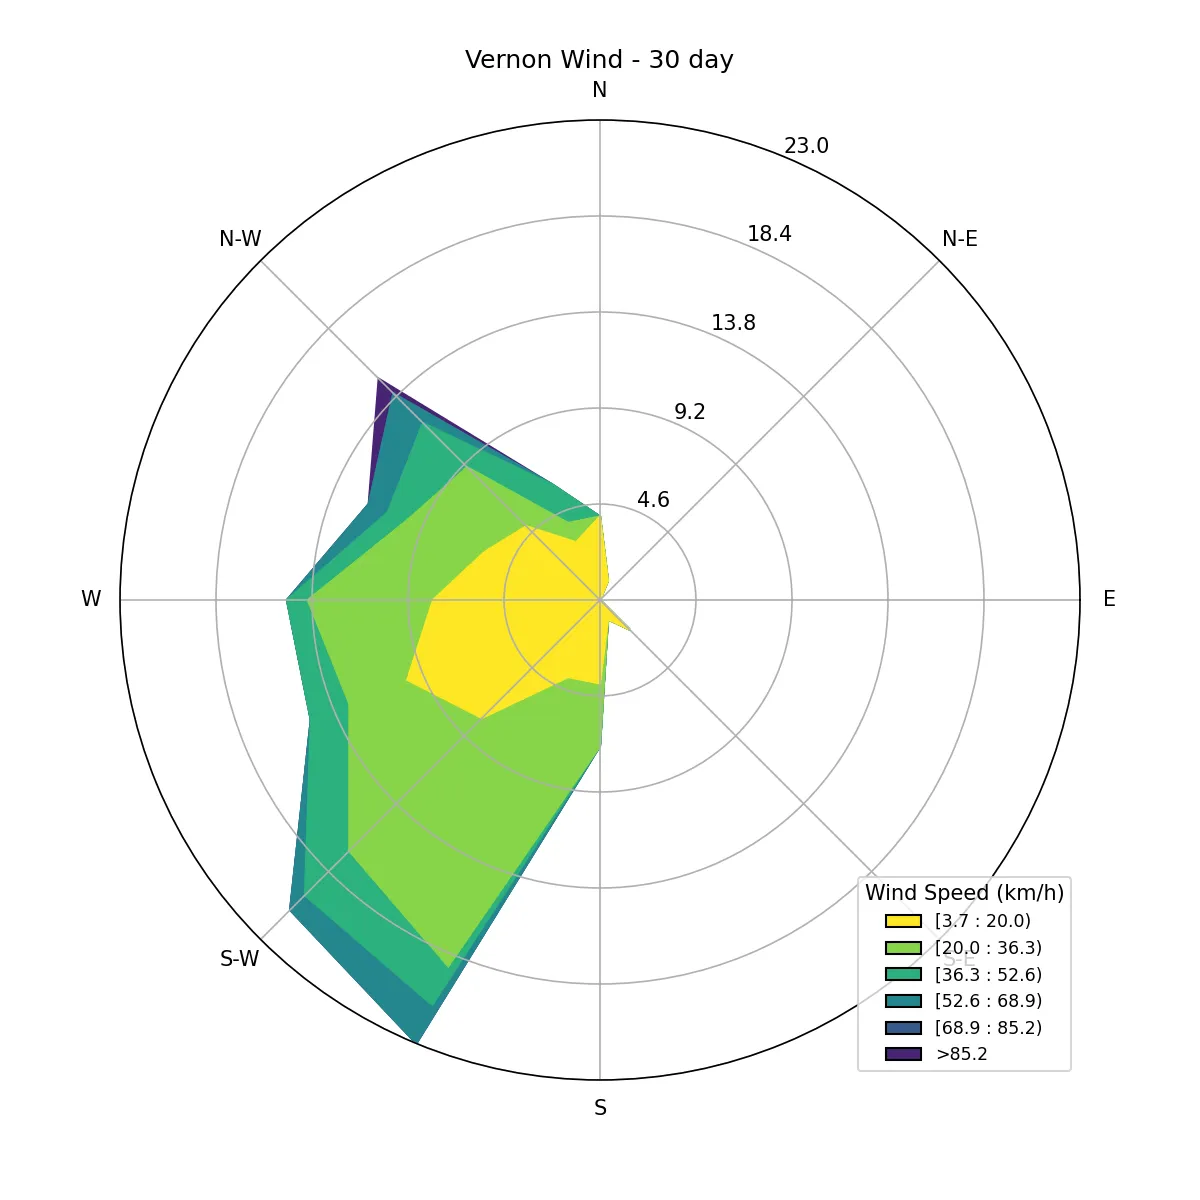 Vernon Wind - 30 day
N
23.0
N-W
18.4
N-E
13.8
9.2
4.6
W
E
S-W
S-E
S
Wind Speed (km/h)
[3.7 : 20.0)
[20.0 : 36.3)
[36.3 : 52.6)
[52.6 : 68.9)
[68.9 : 85.2)
>85.2